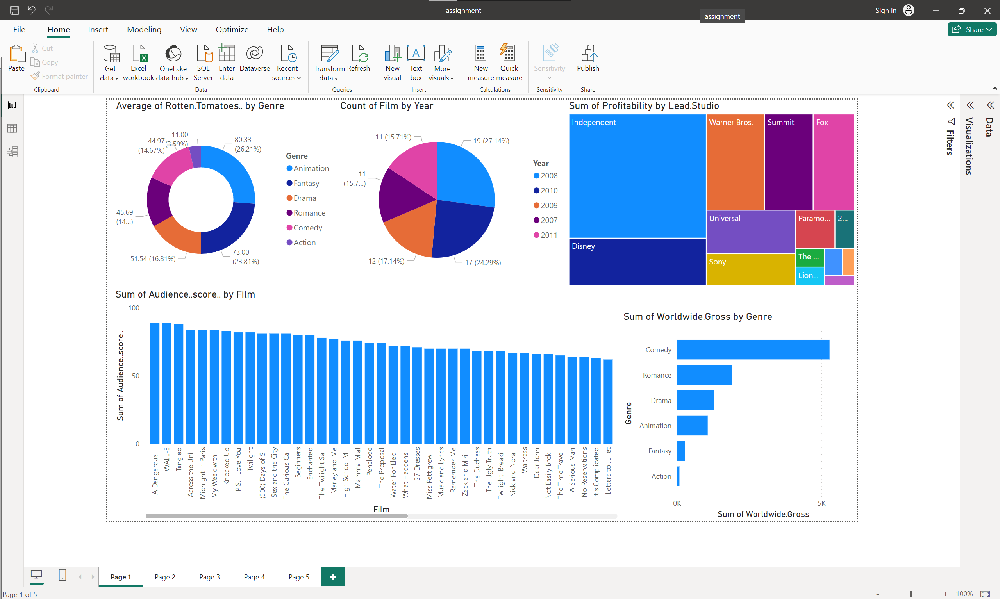 assignment
assignment
Sign in
File Home Insert Modeling View Optimize Help
Share
Paste
Cut
Copy
Format painter
Clipboard
Get data
Excel workbook
OneLake data hub
SQL Server
Enter data
Dataverse
Recent sources
Data
Transform data
Refresh
Queries
New visual
Text box
More visuals
Insert
New measure
Quick measure
Calculations
Sensitivity
Sensitivity
Publish
Share
Average of Rotten.Tomatoes.. by Genre
11.00
(3.59%)
44.97
(14.67%)
80.33
(26.21%)
45.69
(14...)
51.54 (16.81%)
73.00
(23.81%)
Genre
Animation
Fantasy
Drama
Romance
Comedy
Action
Count of Film by Year
11 (15.71%)
19 (27.14%)
11
(15.7...)
12 (17.14%)
17 (24.29%)
Year
2008
2010
2009
2007
2011
Sum of Profitability by Lead.Studio
Independent
Warner Bros.
Summit
Fox
Disney
Universal
Paramo...
2...
Sony
The ...
Lion...
Filters
Visualizations
Data
Sum of Audience..score.. by Film
Sum of Audience..score..
100
50
0
A Dangerous ...
WALL-E
Tangled
Across the Uni...
Midnight in Paris
My Week with ...
Knocked Up
P.S. I Love You
Twilight
(500) Days of S...
Sex and the City
The Curious Ca...
Beginners
Enchanted
The Twilight Sa...
Marley and Me
High School M...
Mamma Mia!
Penelope
The Proposal
Water For Elep...
What Happens...
27 Dresses
Miss Pettigrew ...
Music and Lyrics
Remember Me
Zack and Miri ...
The Duchess
The Ugly Truth
Twilight: Breaki...
Nick and Nora...
Waitress
Dear John
Not Easily Brok...
The Time Trave...
A Serious Man
No Reservations
It's Complicated
Letters to Juliet
Film
Sum of Worldwide.Gross by Genre
Genre
Comedy
Romance
Drama
Animation
Fantasy
Action
0K
5K
Sum of Worldwide.Gross
Page 1
Page 2
Page 3
Page 4
Page 5
+
Page 1 of 5
- + 100%